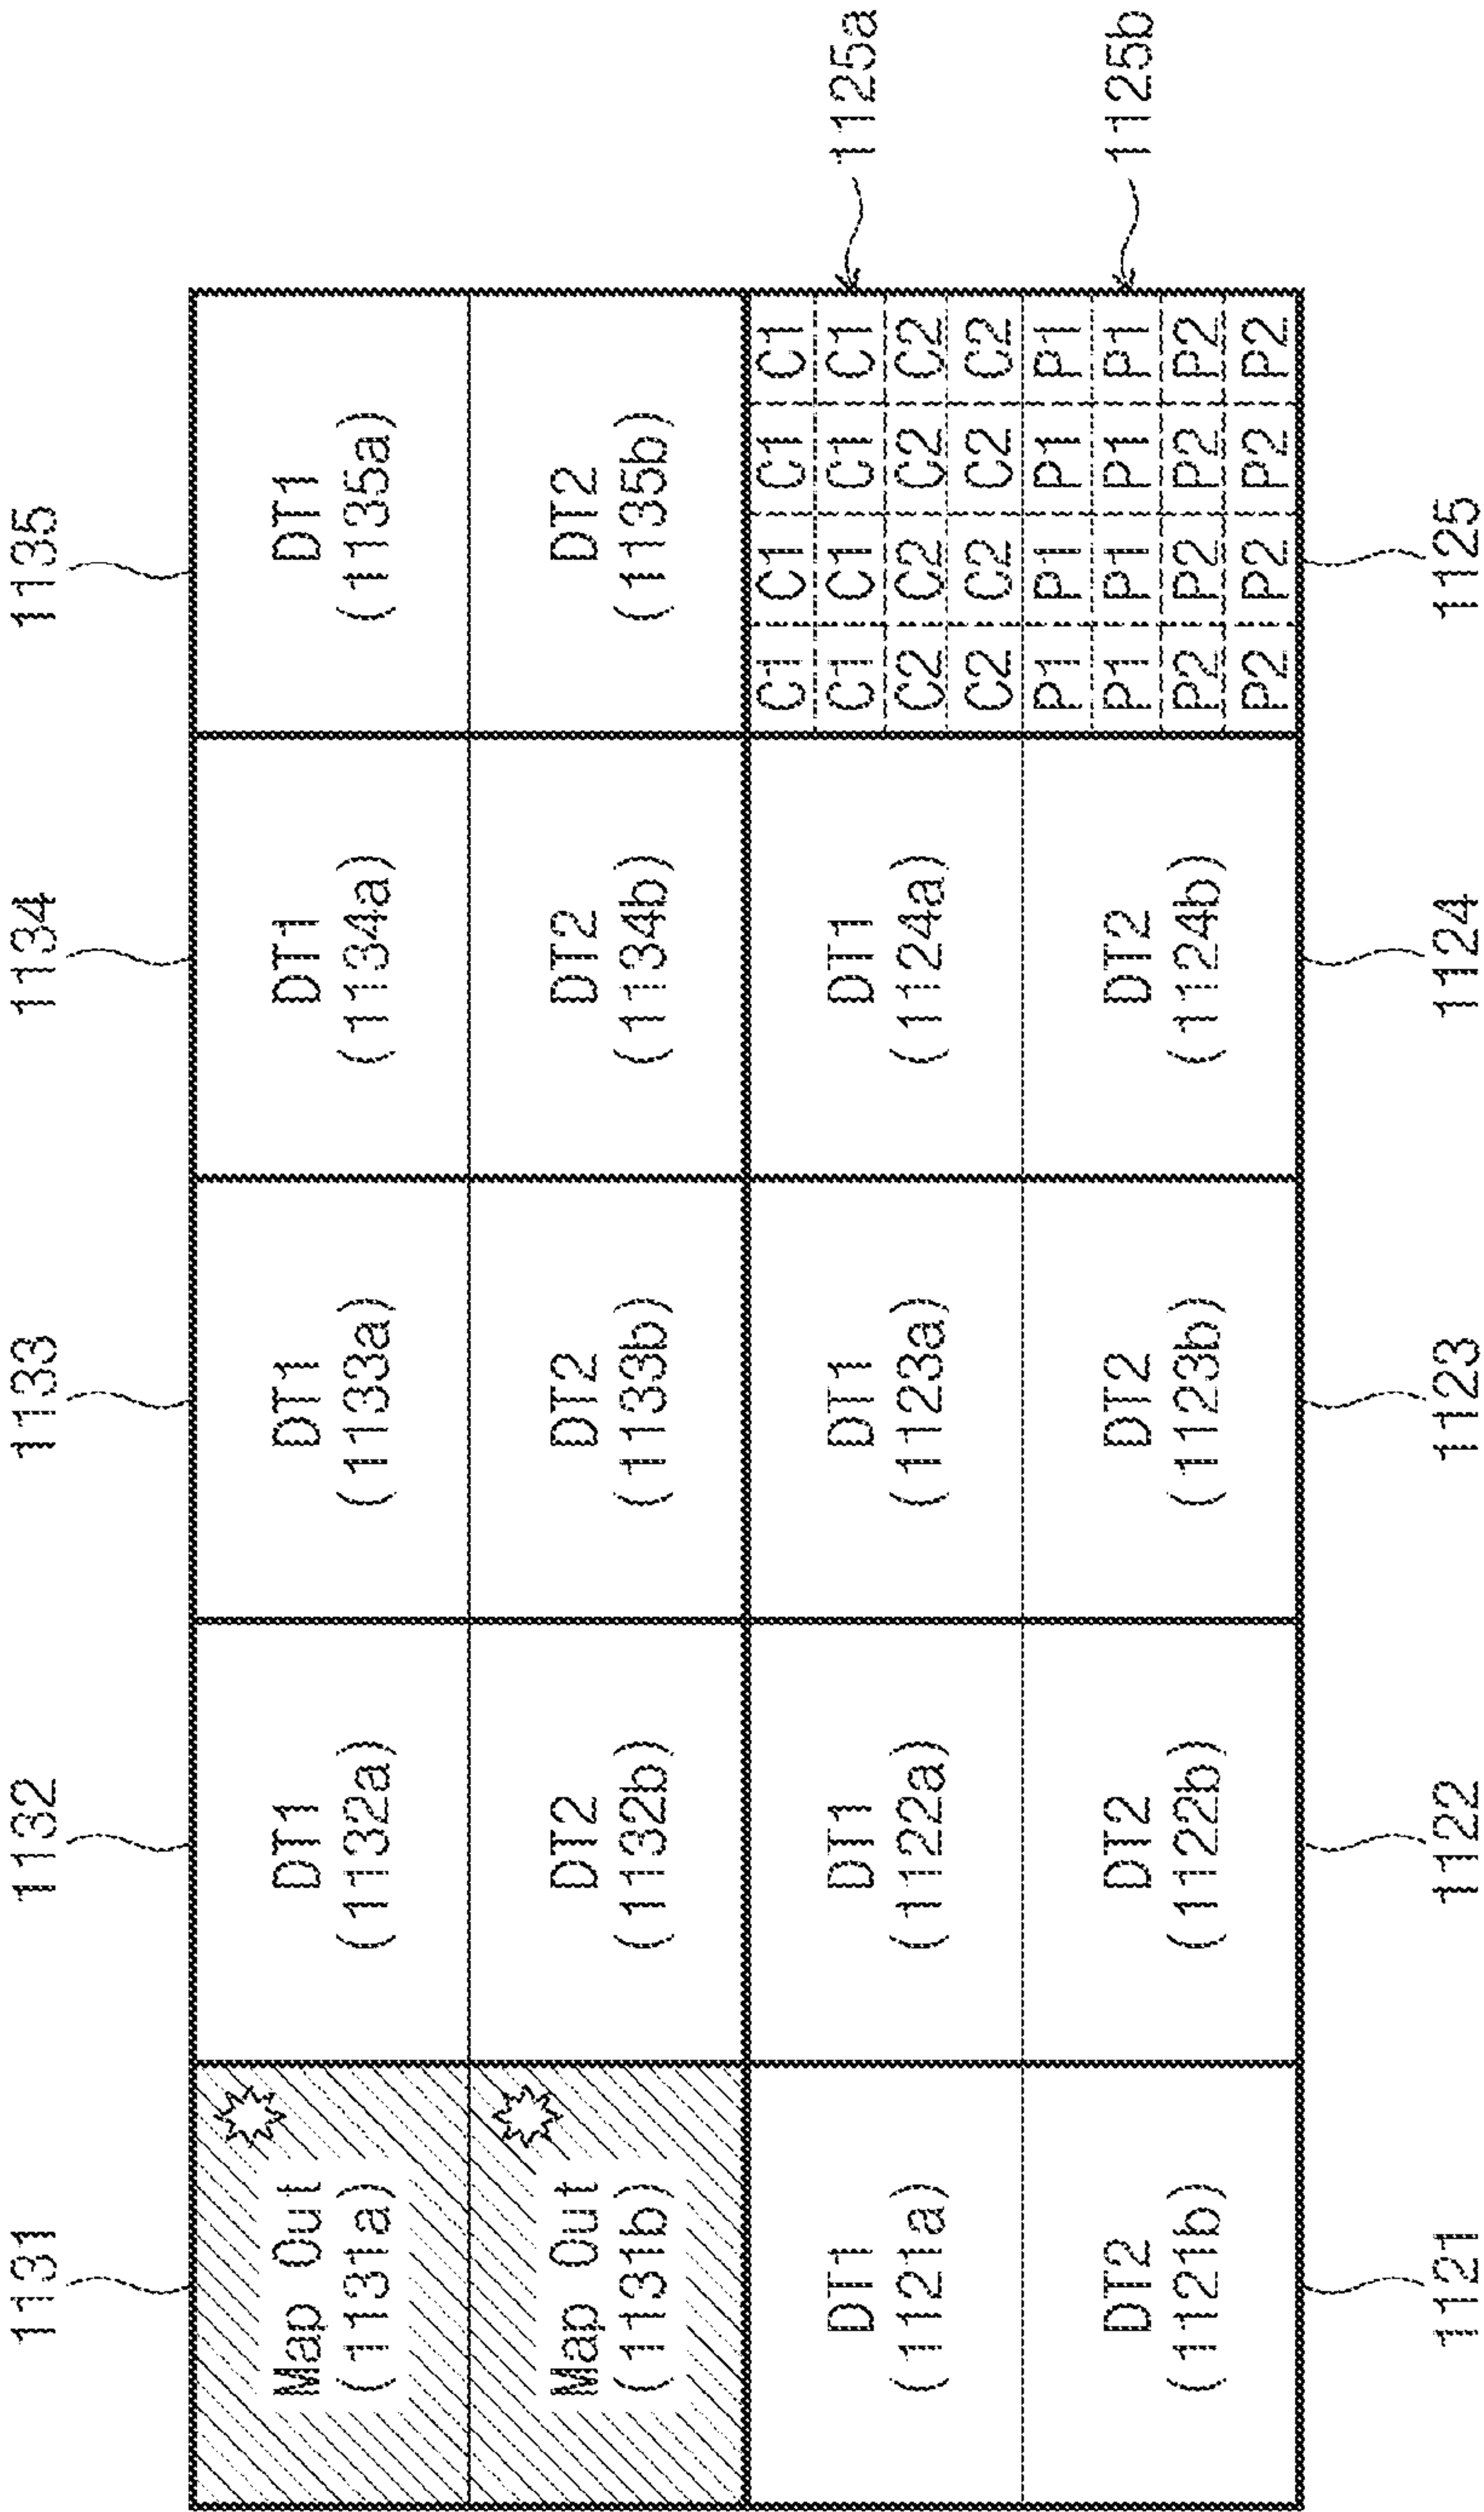 1131 1132 1133 1134 1135
Map Out DT1 DT1 DT1 DT1
(1131a) (1132a) (1133a) (1134a) (1135a)
Map Out DT2 DT2 DT2 DT2
(1131b) (1132b) (1133b) (1134b) (1135b)
C1 C1 C1 C1
DT1 DT1 DT1 DT1 C1 C1 C1 C1 1125a
(1121a) (1122a) (1123a) (1124a) C2 C2 C2 C2
C2 C2 C2 C2
P1 P1 P1 P1
DT2 DT2 DT2 DT2 P1 P1 P1 P1 1125b
(1121b) (1122b) (1123b) (1124b) P2 P2 P2 P2
P2 P2 P2 P2
1121 1122 1123 1124 1125